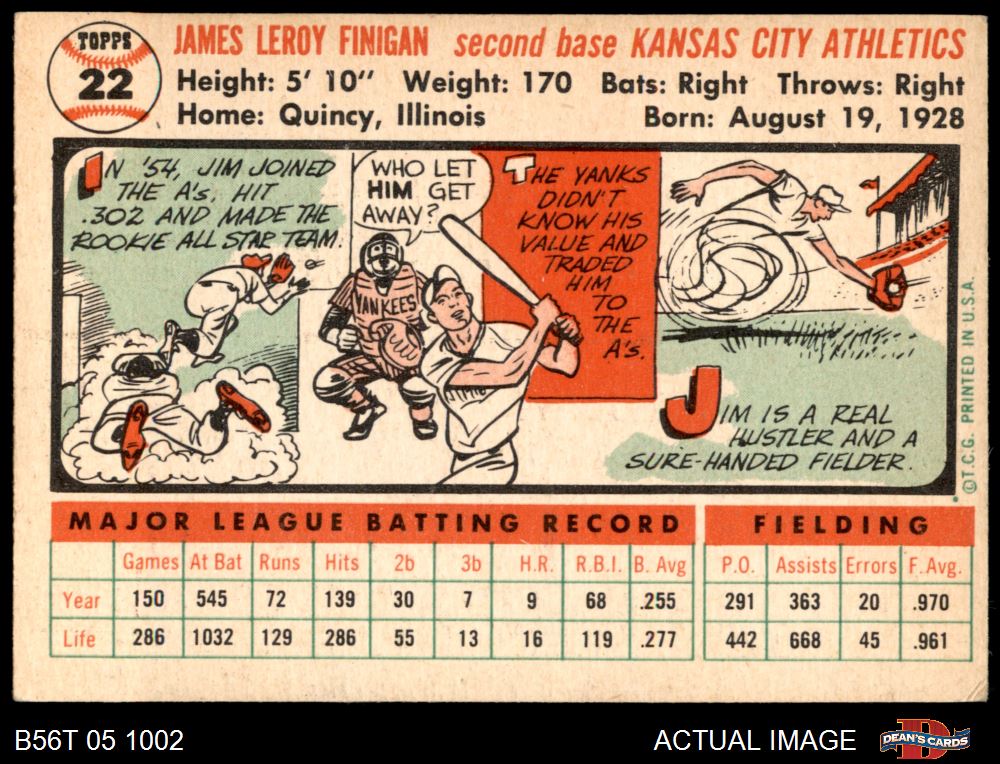 TOPPS
22
JAMES LEROY FINIGAN second base KANSAS CITY ATHLETICS
Height: 5' 10" Weight: 170 Bats: Right Throws: Right
Home: Quincy, Illinois Born: August 19, 1928
IN '54, JIM JOINED
THE A's, HIT
.302 AND MADE THE
ROOKIE ALL STAR TEAM.
WHO LET
HIM GET
AWAY?
YANKEES
THE YANKS
DIDN'T
KNOW HIS
VALUE AND
TRADED
HIM
TO
THE
A's.
JIM IS A REAL
HUSTLER AND A
SURE-HANDED FIELDER.
©T.C.G. PRINTED IN U.S.A.
MAJOR LEAGUE BATTING RECORD FIELDING
Games At Bat Runs Hits 2b 3b H.R. R.B.I. B. Avg P.O. Assists Errors F. Avg.
Year 150 545 72 139 30 7 9 68 .255 291 363 20 .970
Life 286 1032 129 286 55 13 16 119 .277 442 668 45 .961
B56T 05 1002 ACTUAL IMAGE DEAN'S CARDS